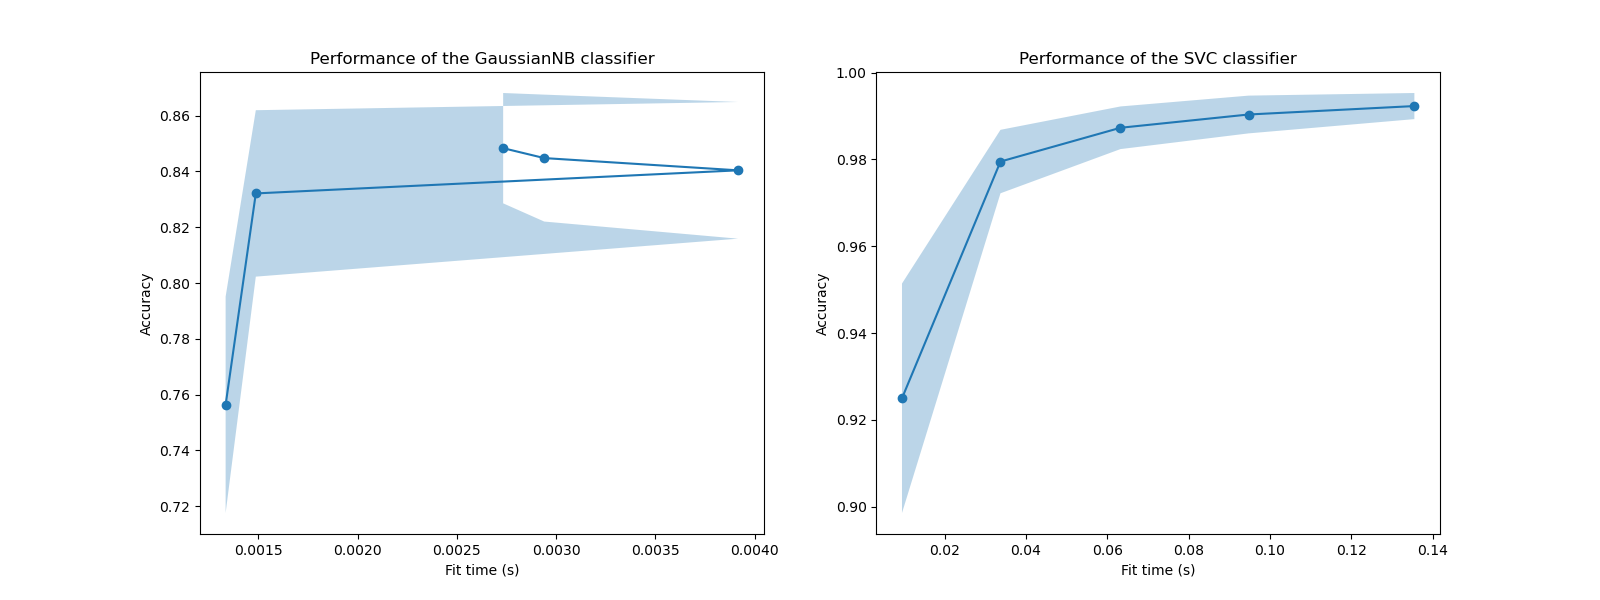 Performance of the GaussianNB classifier
Accuracy
0.86
0.84
0.82
0.80
0.78
0.76
0.74
0.72
0.0015 0.0020 0.0025 0.0030 0.0035 0.0040
Fit time (s)
Performance of the SVC classifier
Accuracy
1.00
0.98
0.96
0.94
0.92
0.90
0.02 0.04 0.06 0.08 0.10 0.12 0.14
Fit time (s)